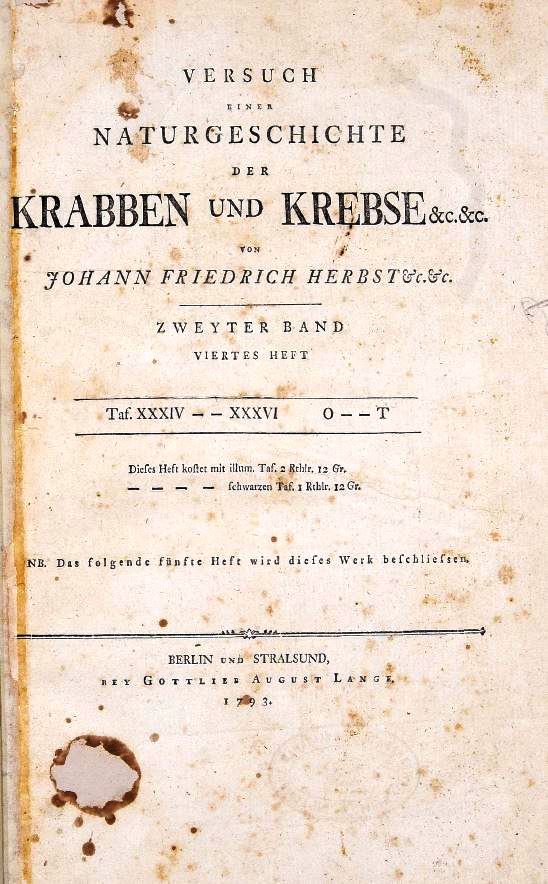 VERSUCH
EINER
NATURGESCHICHTE
DER
KRABBEN UND KREBSE &c.&c.
VON
JOHANN FRIEDRICH HERBST &c.&c.
ZWEYTER BAND
VIERTES HEFT
Taf. XXXIV – – XXXVI O – – T
Dieſes Heft koſtet mit illum. Taf. 2 Rthlr. 12 Gr.
— — — — ſchwarzen Taf. 1 Rthlr. 12 Gr.
NB. Das folgende fünfte Heft wird dieſes Werk beſchlieſsen.
BERLIN UND STRALSUND,
BEY GOTTLIEB AUGUST LANGE.
1793.